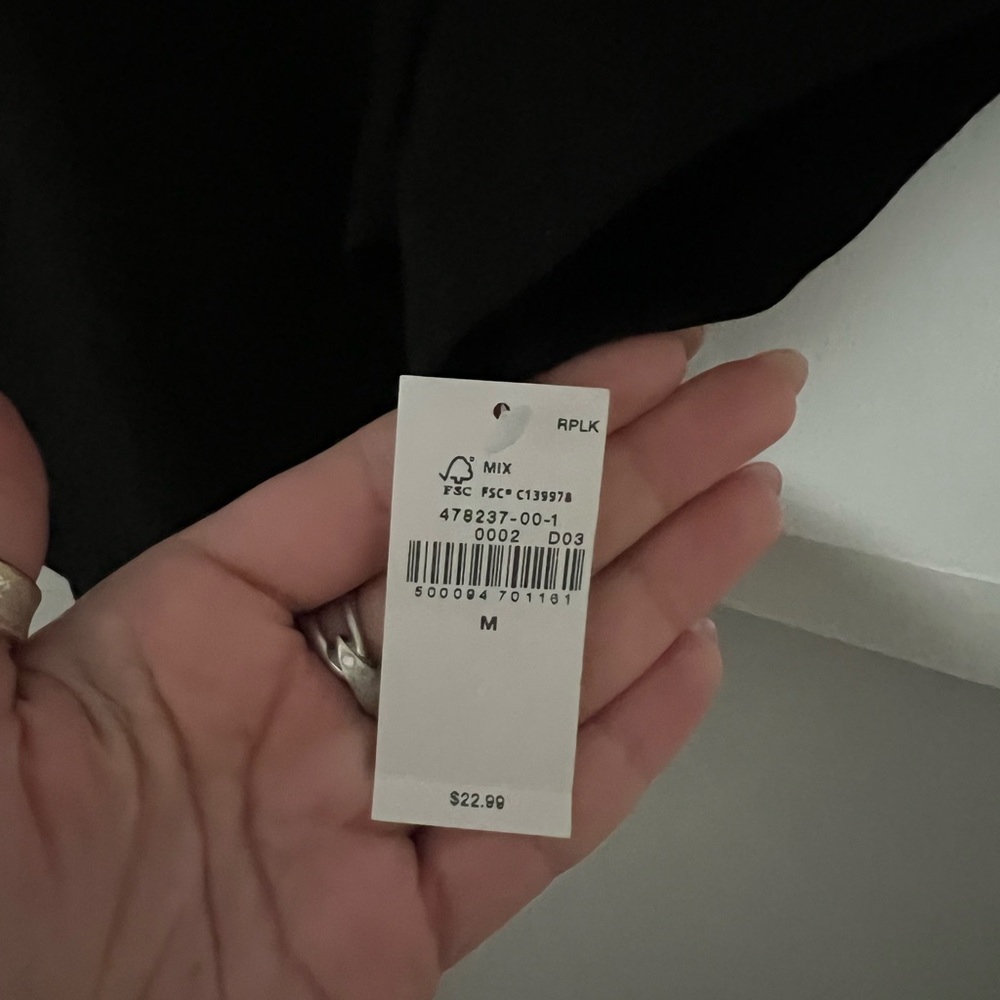 RPLK
MIX
FSC FSC® C139978
478237-00-1
0002 D03
500094 701161
M
$22.99